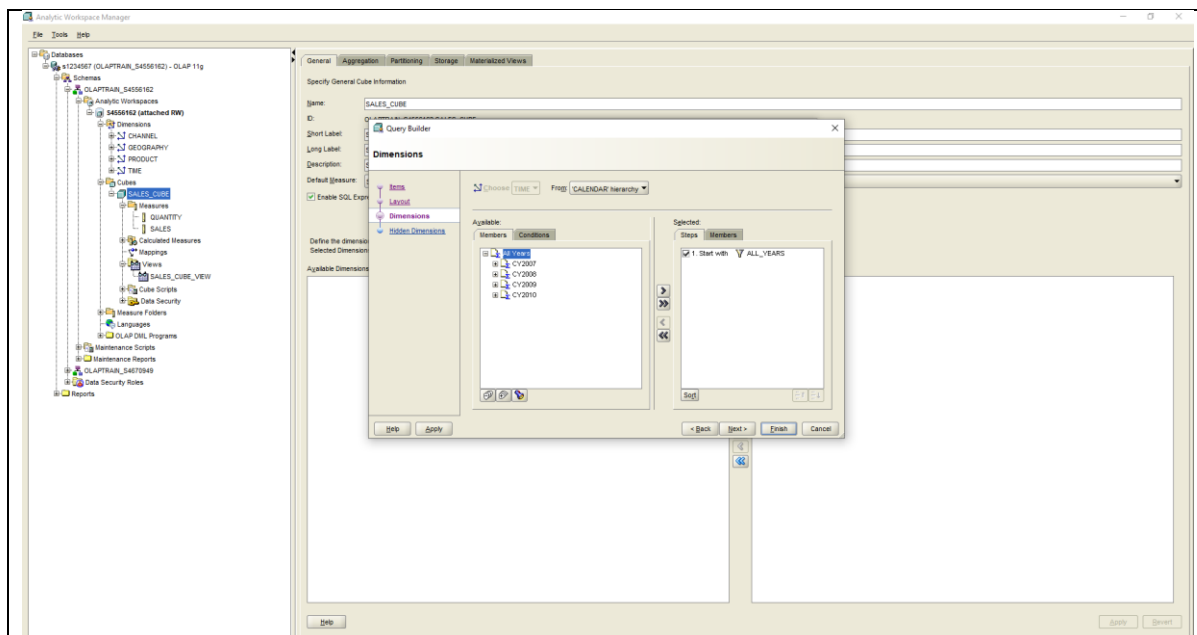 Analytic Workspace Manager
File Tools Help
Databases
s1234567 (OLAPTRAIN_S4556162) - OLAP 11g
Schemas
OLAPTRAIN_S4556162
Analytic Workspaces
S4556162 (attached RW)
Dimensions
CHANNEL
GEOGRAPHY
PRODUCT
TIME
Cubes
SALES_CUBE
Measures
QUANTITY
SALES
Calculated Measures
Mappings
Views
SALES_CUBE_VIEW
Cube Scripts
Data Security
Measure Folders
Languages
OLAP DML Programs
Maintenance Scripts
Maintenance Reports
OLAPTRAIN_S4670949
Data Security Roles
Reports
General Aggregation Partitioning Storage Materialized Views
Specify General Cube Information
Name: SALES_CUBE
ID:
Short Label:
Long Label:
Description:
Default Measure:
Enable SQL Expr
Define the dimensio
Selected Dimension
Available Dimensions
Query Builder
Dimensions
Items
Layout
Dimensions
Hidden Dimensions
Choose TIME From: 'CALENDAR' hierarchy
Available:
Members Conditions
All Years
CY2007
CY2008
CY2009
CY2010
Selected:
Steps Members
1. Start with ALL_YEARS
Sort
Help Apply < Back Next > Finish Cancel
Help Apply Revert